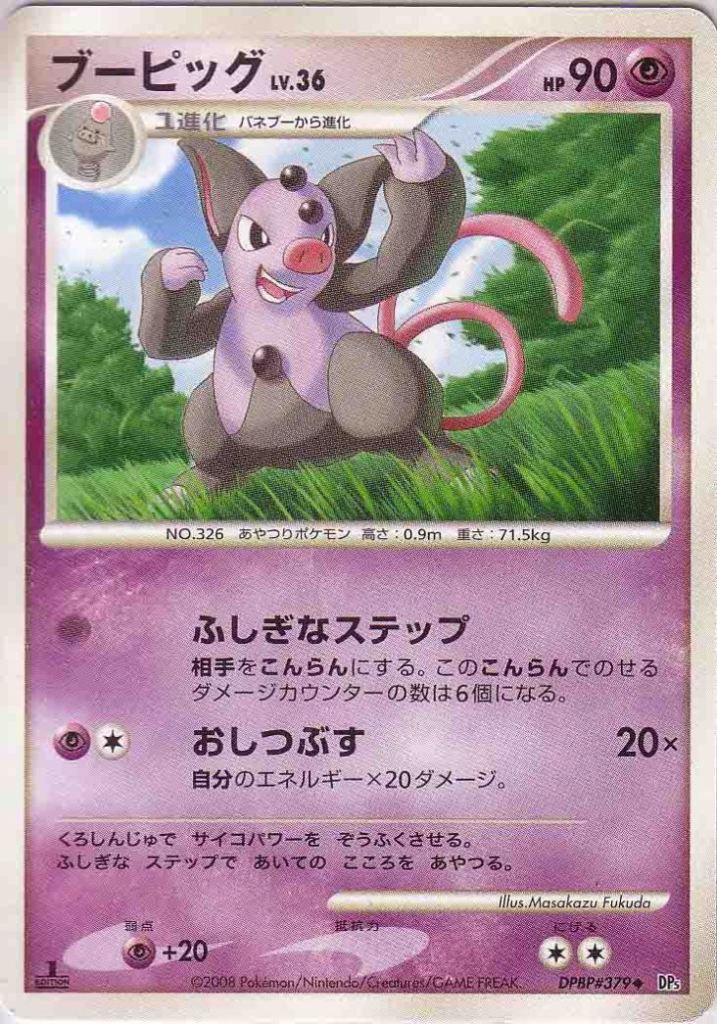 ブーピッグ LV.36 HP 90
1進化 バネブーから進化
NO.326 あやつりポケモン 高さ：0.9m 重さ：71.5kg
ふしぎなステップ
相手をこんらんにする。このこんらんでのせる
ダメージカウンターの数は6個になる。
おしつぶす 20×
自分のエネルギー×20ダメージ。
くろしんじゅで サイコパワーを ぞうふくさせる。
ふしぎな ステップで あいての こころを あやつる。
Illus.Masakazu Fukuda
弱点 抵抗力 にげる
+20
1 EDITION ©2008 Pokémon/Nintendo/Creatures/GAME FREAK. DPBP#379 DP5